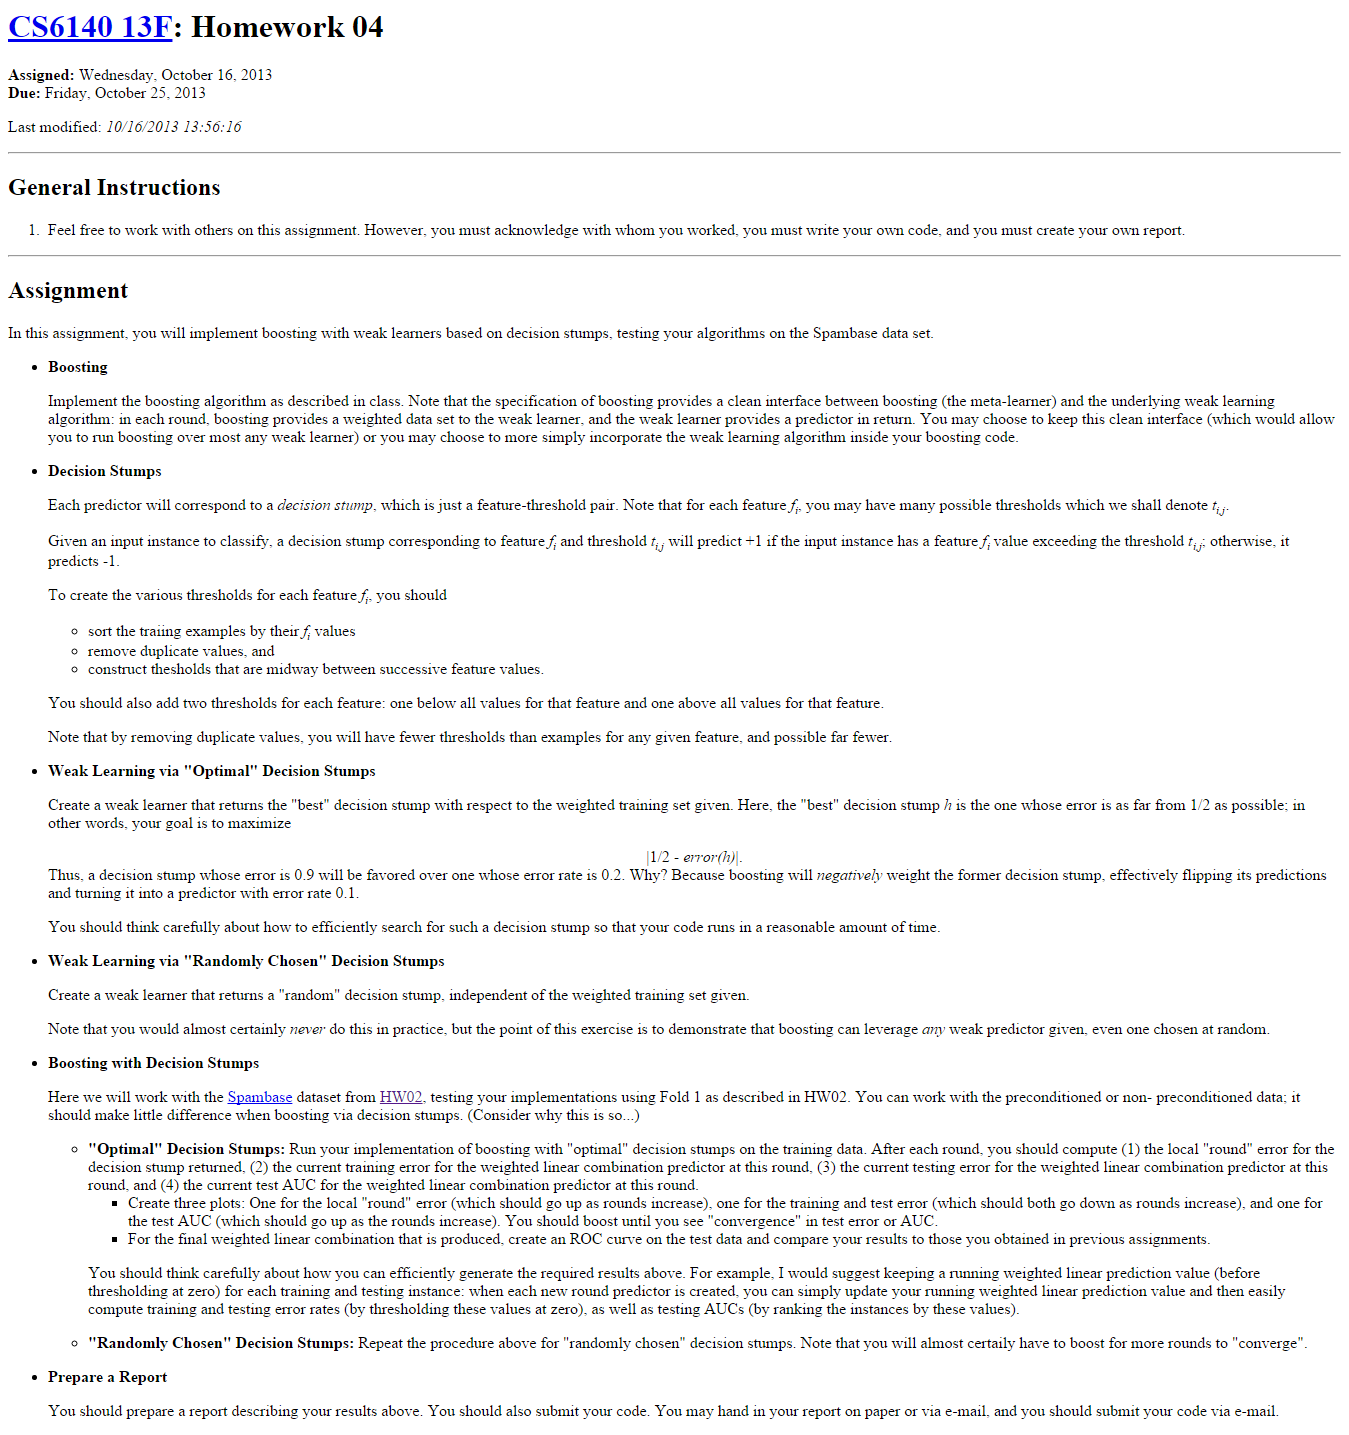 CS6140 13F: Homework 04
Assigned: Wednesday, October 16, 2013
Due: Friday, October 25, 2013
Last modified: 10/16/2013 13:56:16
General Instructions
1. Feel free to work with others on this assignment. However, you must acknowledge with whom you worked, you must write your own code, and you must create your own report.
Assignment
In this assignment, you will implement boosting with weak learners based on decision stumps, testing your algorithms on the Spambase data set.
• Boosting
Implement the boosting algorithm as described in class. Note that the specification of boosting provides a clean interface between boosting (the meta-learner) and the underlying weak learning
algorithm: in each round, boosting provides a weighted data set to the weak learner, and the weak learner provides a predictor in return. You may choose to keep this clean interface (which would allow
you to run boosting over most any weak learner) or you may choose to more simply incorporate the weak learning algorithm inside your boosting code.
• Decision Stumps
Each predictor will correspond to a decision stump, which is just a feature-threshold pair. Note that for each feature fi, you may have many possible thresholds which we shall denote ti,j.
Given an input instance to classify, a decision stump corresponding to feature fi and threshold ti,j will predict +1 if the input instance has a feature fi value exceeding the threshold ti,j; otherwise, it
predicts -1.
To create the various thresholds for each feature fi, you should
◦ sort the traiing examples by their fi values
◦ remove duplicate values, and
◦ construct thesholds that are midway between successive feature values.
You should also add two thresholds for each feature: one below all values for that feature and one above all values for that feature.
Note that by removing duplicate values, you will have fewer thresholds than examples for any given feature, and possible far fewer.
• Weak Learning via "Optimal" Decision Stumps
Create a weak learner that returns the "best" decision stump with respect to the weighted training set given. Here, the "best" decision stump h is the one whose error is as far from 1/2 as possible; in
other words, your goal is to maximize
|1/2 - error(h)|.
Thus, a decision stump whose error is 0.9 will be favored over one whose error rate is 0.2. Why? Because boosting will negatively weight the former decision stump, effectively flipping its predictions
and turning it into a predictor with error rate 0.1.
You should think carefully about how to efficiently search for such a decision stump so that your code runs in a reasonable amount of time.
• Weak Learning via "Randomly Chosen" Decision Stumps
Create a weak learner that returns a "random" decision stump, independent of the weighted training set given.
Note that you would almost certainly never do this in practice, but the point of this exercise is to demonstrate that boosting can leverage any weak predictor given, even one chosen at random.
• Boosting with Decision Stumps
Here we will work with the Spambase dataset from HW02, testing your implementations using Fold 1 as described in HW02. You can work with the preconditioned or non- preconditioned data; it
should make little difference when boosting via decision stumps. (Consider why this is so...)
◦ "Optimal" Decision Stumps: Run your implementation of boosting with "optimal" decision stumps on the training data. After each round, you should compute (1) the local "round" error for the
decision stump returned, (2) the current training error for the weighted linear combination predictor at this round, (3) the current testing error for the weighted linear combination predictor at this
round, and (4) the current test AUC for the weighted linear combination predictor at this round.
▪ Create three plots: One for the local "round" error (which should go up as rounds increase), one for the training and test error (which should both go down as rounds increase), and one for
the test AUC (which should go up as the rounds increase). You should boost until you see "convergence" in test error or AUC.
▪ For the final weighted linear combination that is produced, create an ROC curve on the test data and compare your results to those you obtained in previous assignments.
You should think carefully about how you can efficiently generate the required results above. For example, I would suggest keeping a running weighted linear prediction value (before
thresholding at zero) for each training and testing instance: when each new round predictor is created, you can simply update your running weighted linear prediction value and then easily
compute training and testing error rates (by thresholding these values at zero), as well as testing AUCs (by ranking the instances by these values).
◦ "Randomly Chosen" Decision Stumps: Repeat the procedure above for "randomly chosen" decision stumps. Note that you will almost certaily have to boost for more rounds to "converge".
• Prepare a Report
You should prepare a report describing your results above. You should also submit your code. You may hand in your report on paper or via e-mail, and you should submit your code via e-mail.